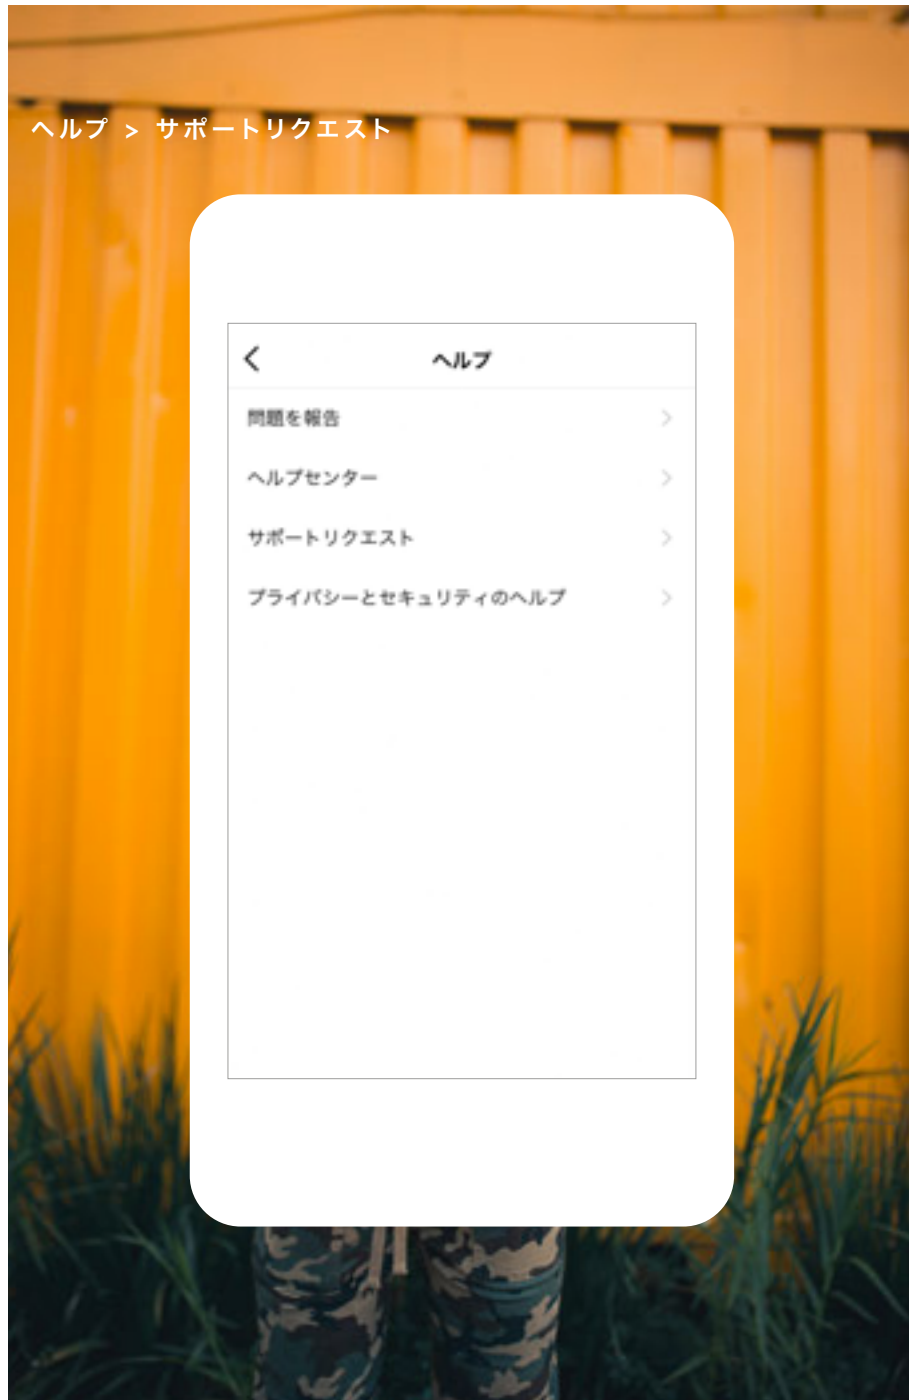 ヘルプ > サポートリクエスト
ヘルプ
問題を報告
ヘルプセンター
サポートリクエスト
プライバシーとセキュリティのヘルプ